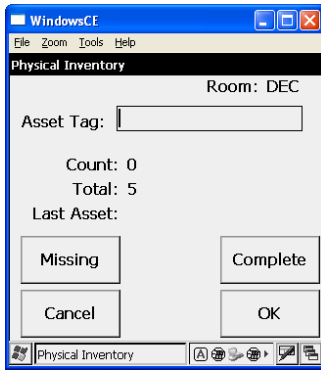 WindowsCE
File Zoom Tools Help
Physical Inventory
Room: DEC
Asset Tag:
Count: 0
Total: 5
Last Asset:
Missing Complete
Cancel OK
Physical Inventory A